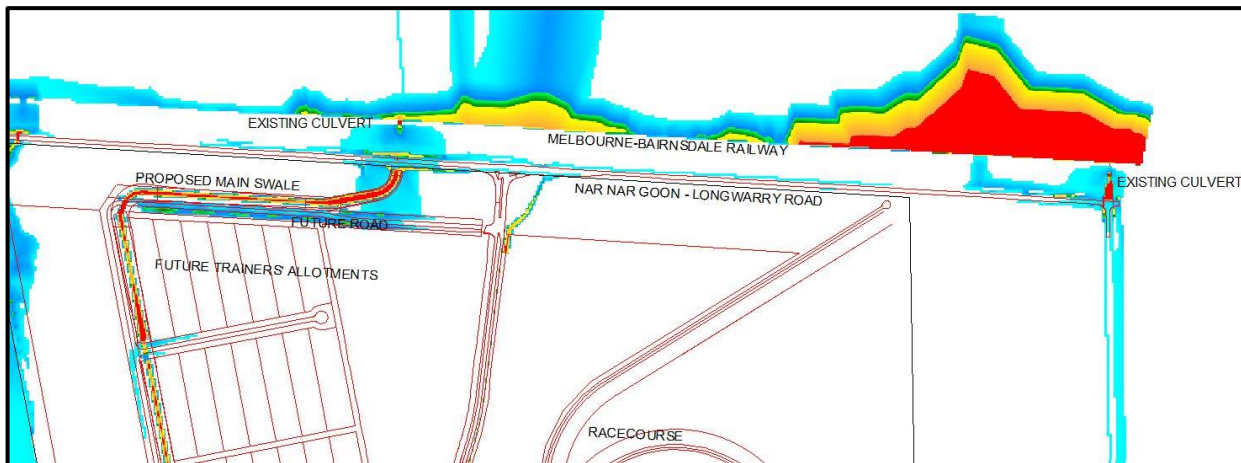 EXISTING CULVERT
MELBOURNE-BAIRNSDALE RAILWAY
PROPOSED MAIN SWALE
EXISTING CULVERT
NAR NAR GOON - LONGWARRY ROAD
FUTURE ROAD
FUTURE TRAINERS' ALLOTMENTS
RACECOURSE